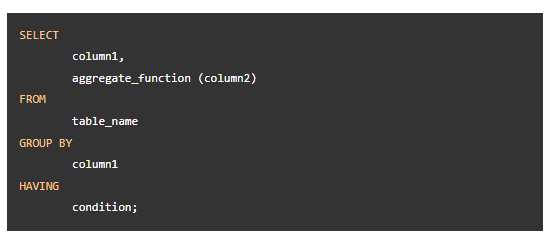 SELECT
column1,
aggregate_function (column2)
FROM
table_name
GROUP BY
column1
HAVING
condition;